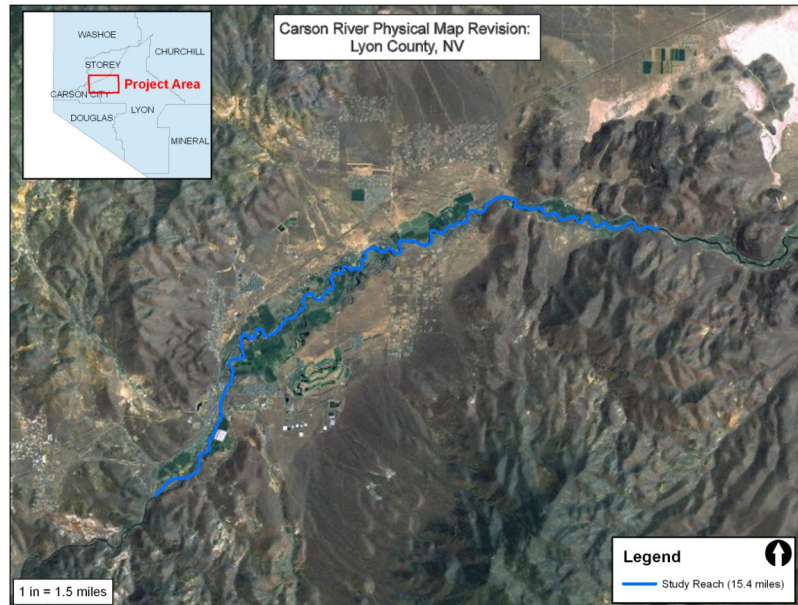 Carson River Physical Map Revision:
Lyon County, NV
WASHOE
CHURCHILL
STOREY
Project Area
CARSON CITY
LYON
DOUGLAS
MINERAL
1 in = 1.5 miles
Legend
Study Reach (15.4 miles)